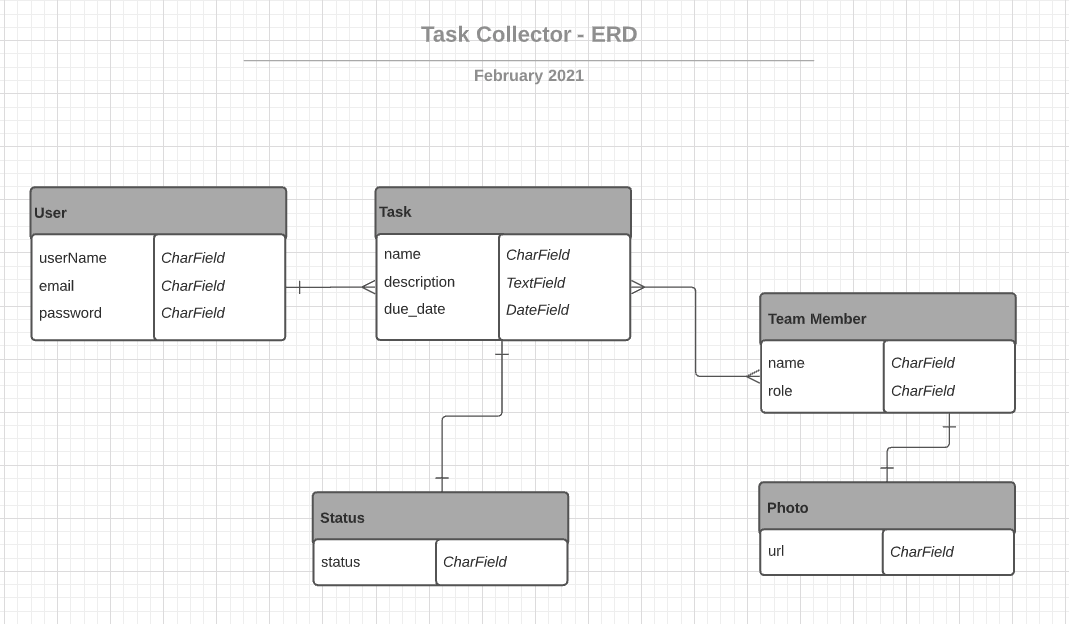 Task Collector - ERD
February 2021
User
userName CharField
email CharField
password CharField
Task
name CharField
description TextField
due_date DateField
Team Member
name CharField
role CharField
Status
status CharField
Photo
url CharField